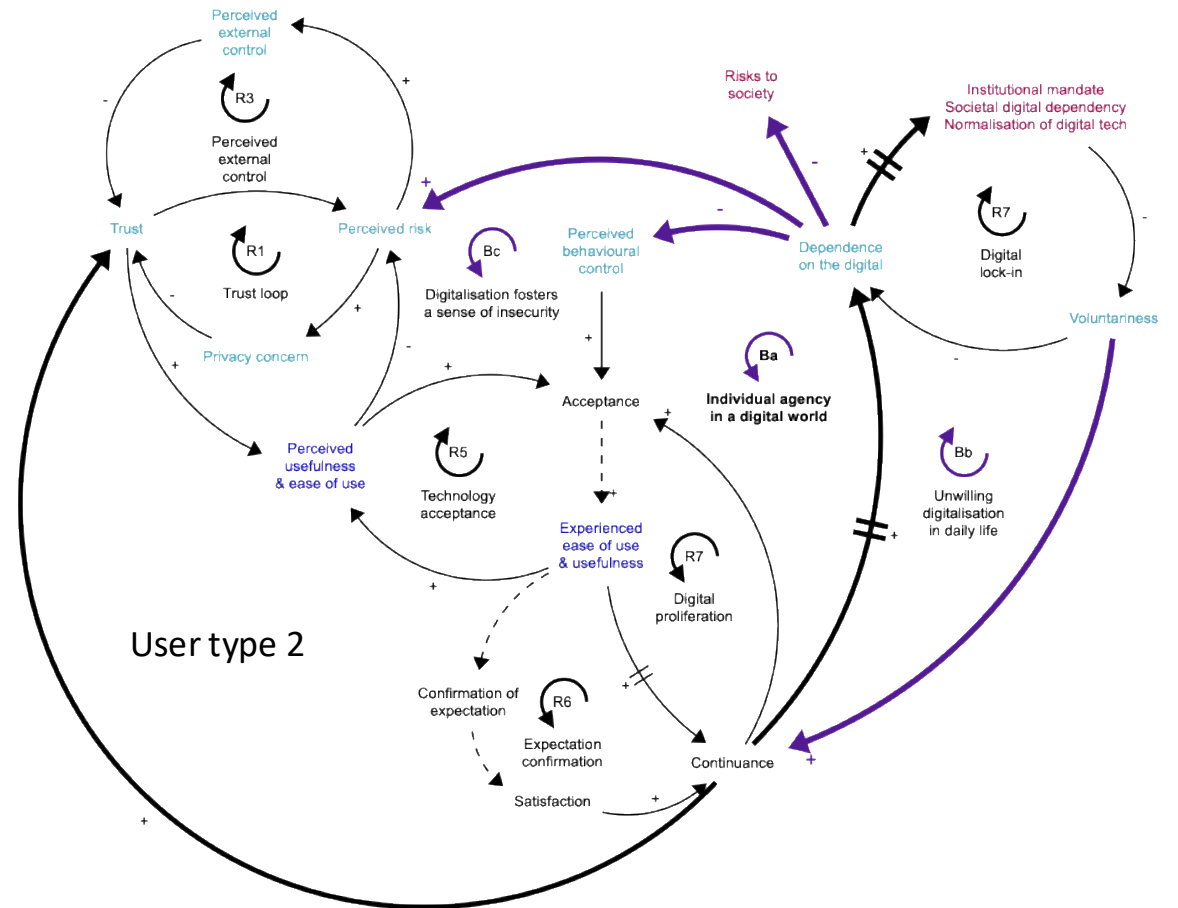 Perceived
external
control
-
+
R3
Perceived
external
control
Risks to
society
Institutional mandate
Societal digital dependency
Normalisation of digital tech
+
-
+
-
R7
Digital
lock-in
-
Trust
Perceived risk
R1
Trust loop
-
+
Privacy concern
+
-
Bc
Digitalisation fosters
a sense of insecurity
Perceived
behavioural
control
Dependence
on the digital
Voluntariness
-
+
+
Acceptance
+
Ba
Individual agency
in a digital world
Perceived
usefulness
& ease of use
R5
Technology
acceptance
Bb
Unwilling
digitalisation
in daily life
+
Experienced
ease of use
& usefulness
+
+
R7
Digital
proliferation
User type 2
Confirmation of
expectation
+
R6
Expectation
confirmation
Continuance
+
Satisfaction
+
+